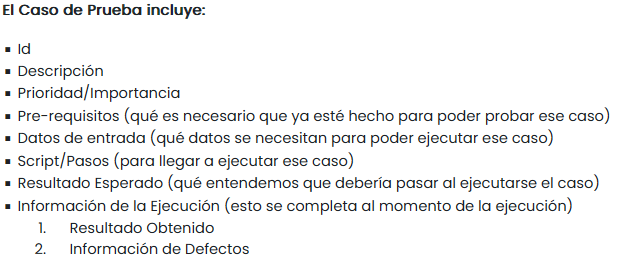 El Caso de Prueba incluye:
▪ Id
▪ Descripción
▪ Prioridad/Importancia
▪ Pre-requisitos (qué es necesario que ya esté hecho para poder probar ese caso)
▪ Datos de entrada (qué datos se necesitan para poder ejecutar ese caso)
▪ Script/Pasos (para llegar a ejecutar ese caso)
▪ Resultado Esperado (qué entendemos que debería pasar al ejecutarse el caso)
▪ Información de la Ejecución (esto se completa al momento de la ejecución)
1. Resultado Obtenido
2. Información de Defectos